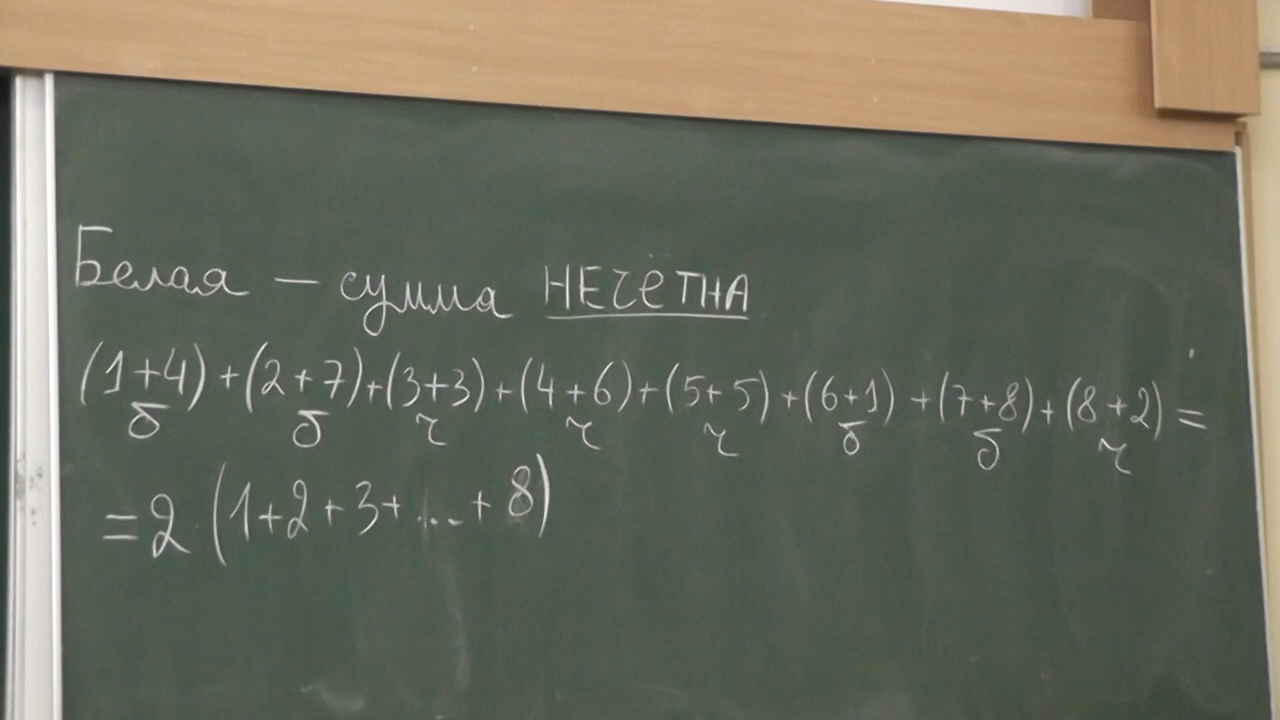 Белая – сумма НЕЧЁТНА
(1+4)+(2+7)+(3+3)+(4+6)+(5+5)+(6+1)+(7+8)+(8+2)=
б б ч ч ч б б ч
=2(1+2+3+...+8)